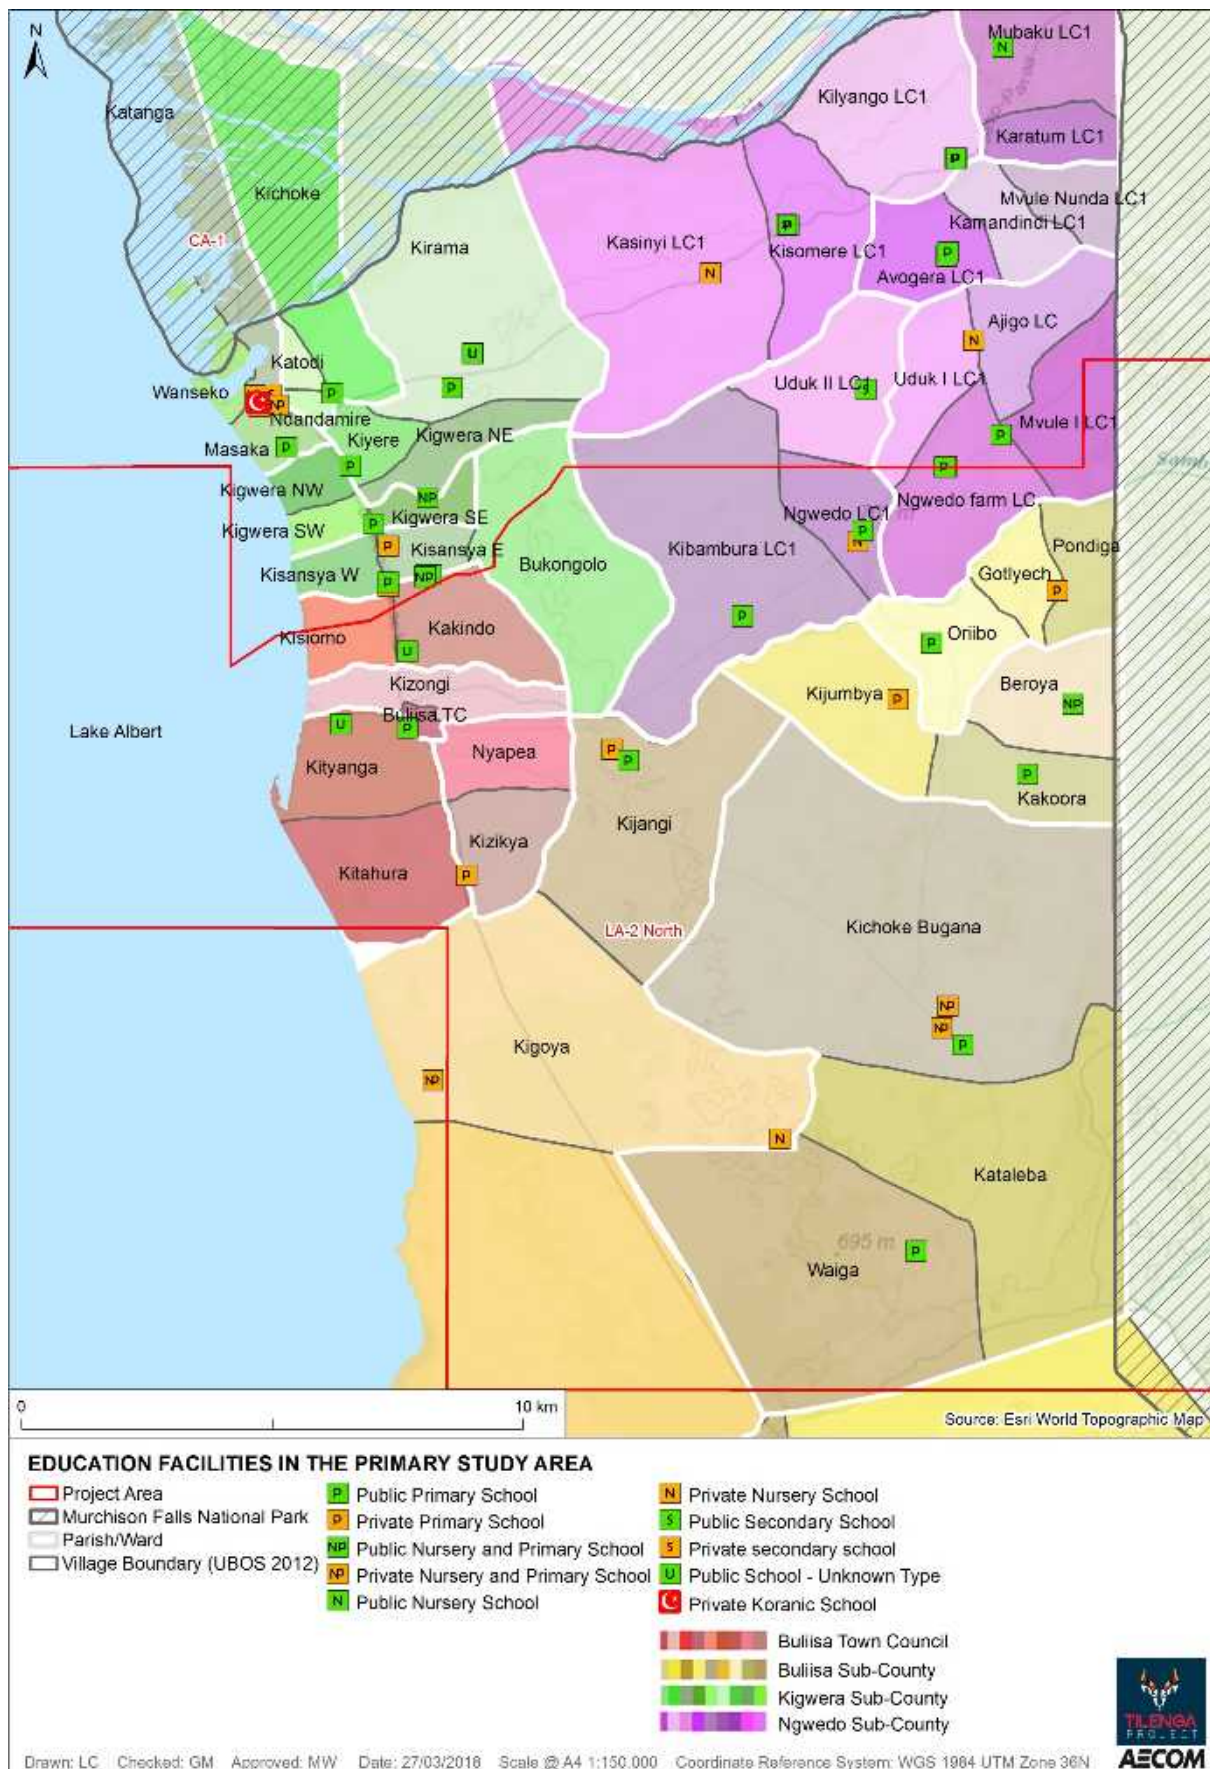 N
Mubaku LC1
N
Katanga
Kilyango LC1
Karatum LC1
P
Kichoke
Mvule Nunda LC1
Kamandindi LC1
CA-1
Kirama
Kasinyi LC1
Kisomere LC1
P
Avogera LC1
N
Ajigo LC
N
U
Katodi
Uduk II LC1
Uduk I LC1
Wanseko
P
P
S
NP
Ndandamire
Mvule I LC1
P
Masaka
P
Kiyere
Kigwera NE
P
P
Kigwera NW
NP
Ngwedo farm LC
Ngwedo LC1
Kigwera SW
P
Kigwera SE
P
P
Kisansya E
Kibambura LC1
N
Pondiga
Bukongolo
Gotlyech
Kisansya W
P
NP
P
P
Kisiomo
Kakindo
Oriibo
P
U
Kizongi
Kijumbya
P
Beroya
NP
Buliisa TC
Lake Albert
U
P
Nyapea
P
P
Kityanga
P
Kakoora
Kijangi
Kizikya
Kitahura
P
LA-2 North
Kichoke Bugana
NP
NP
P
Kigoya
NP
N
Kataleba
695 m
P
Waiga
0
10 km
Source: Esri World Topographic Map
EDUCATION FACILITIES IN THE PRIMARY STUDY AREA
Project Area
Murchison Falls National Park
Parish/Ward
Village Boundary (UBOS 2012)
P Public Primary School
P Private Primary School
NP Public Nursery and Primary School
NP Private Nursery and Primary School
N Public Nursery School
N Private Nursery School
S Public Secondary School
S Private secondary school
U Public School - Unknown Type
Private Koranic School
Buliisa Town Council
Buliisa Sub-County
Kigwera Sub-County
Ngwedo Sub-County
TILENGA
PROJECT
AECOM
Drawn: LC Checked: GM Approved: MW Date: 27/03/2018 Scale @ A4 1:150,000 Coordinate Reference System: WGS 1984 UTM Zone 36N